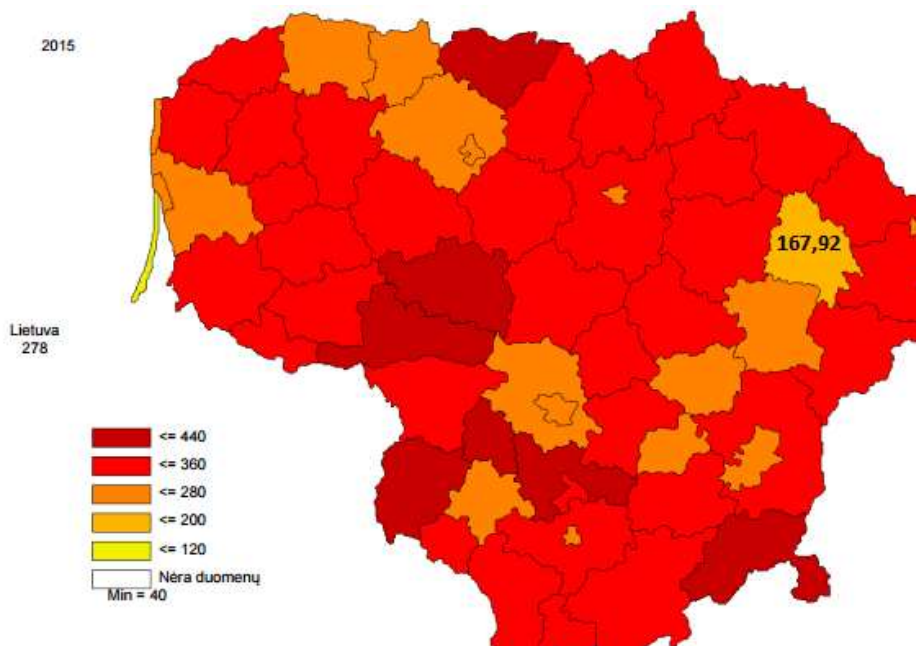 2015
167,92
Lietuva
278
<= 440
<= 360
<= 280
<= 200
<= 120
Nėra duomenų
Min = 40